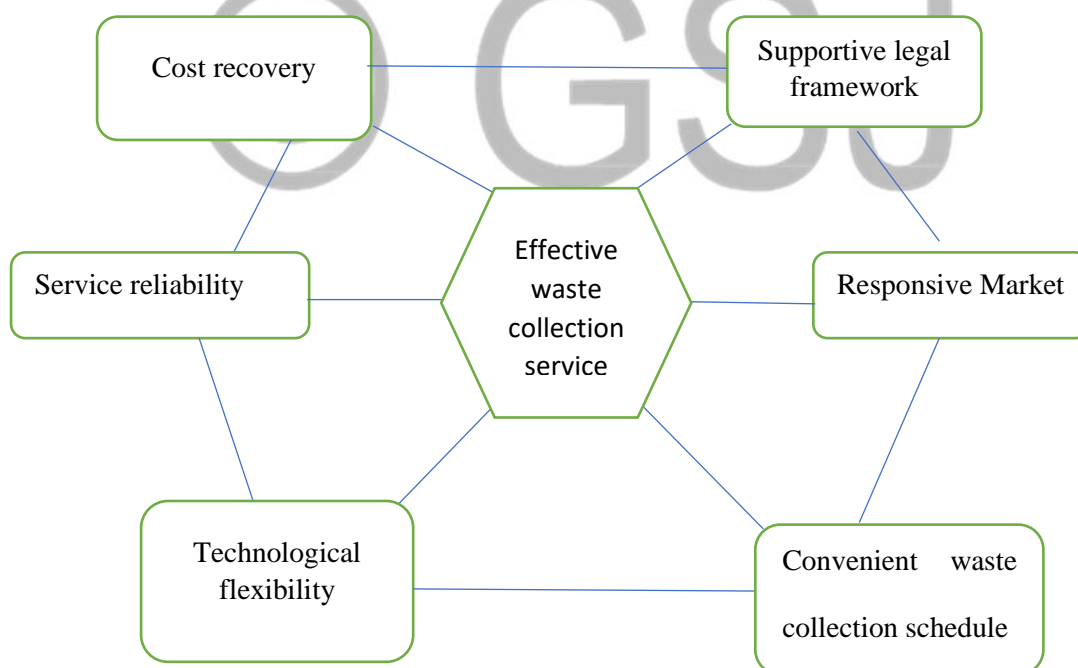 © GSJ
Cost recovery
Supportive legal
framework
Effective
waste
collection
service
Service reliability
Responsive Market
Technological
flexibility
Convenient waste
collection schedule